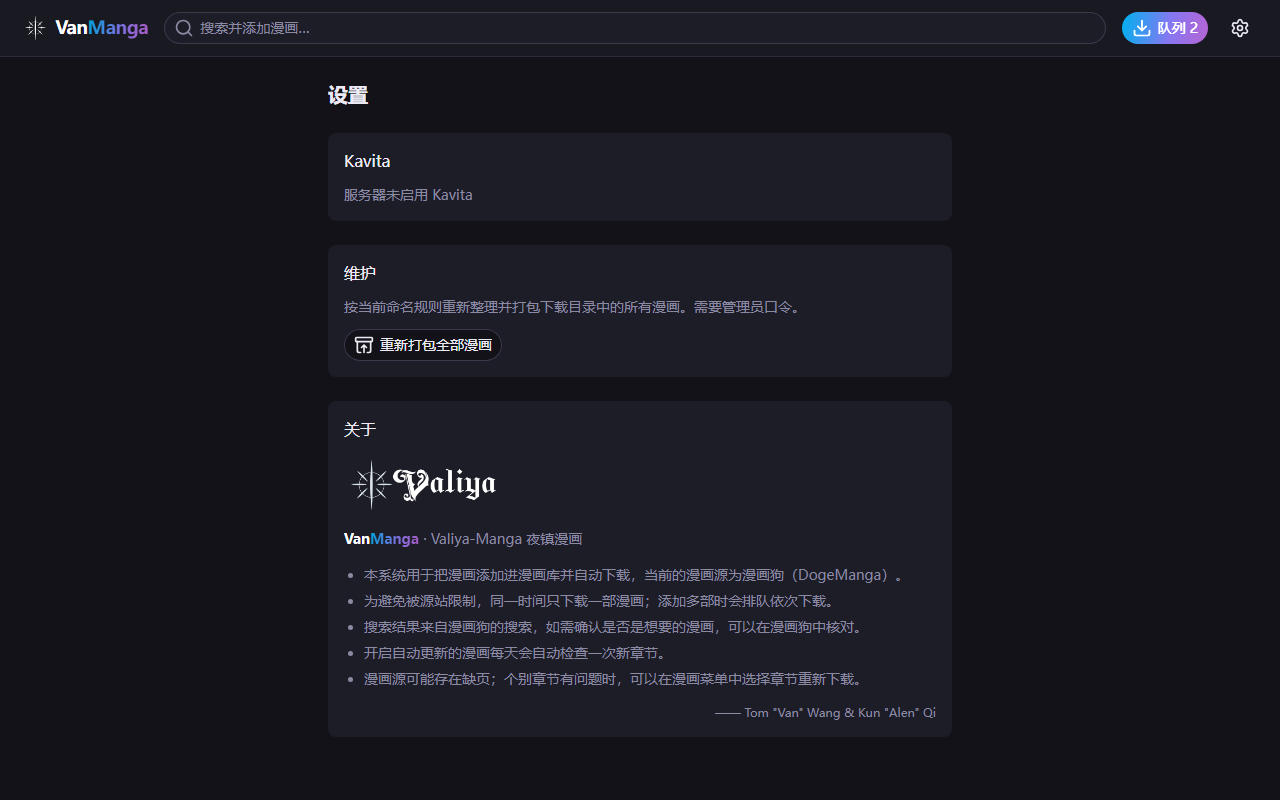 VanManga
搜索并添加漫画...
队列 2
设置
Kavita
服务器未启用 Kavita
维护
按当前命名规则重新整理并打包下载目录中的所有漫画。需要管理员口令。
重新打包全部漫画
关于
Valiya
VanManga · Valiya-Manga 夜镇漫画
本系统用于把漫画添加进漫画库并自动下载，当前的漫画源为漫画狗（DogeManga）。
为避免被源站限制，同一时间只下载一部漫画；添加多部时会排队依次下载。
搜索结果来自漫画狗的搜索，如需确认是否是想要的漫画，可以在漫画狗中核对。
开启自动更新的漫画每天会自动检查一次新章节。
漫画源可能存在缺页；个别章节有问题时，可以在漫画菜单中选择章节重新下载。
—— Tom "Van" Wang & Kun "Alen" Qi